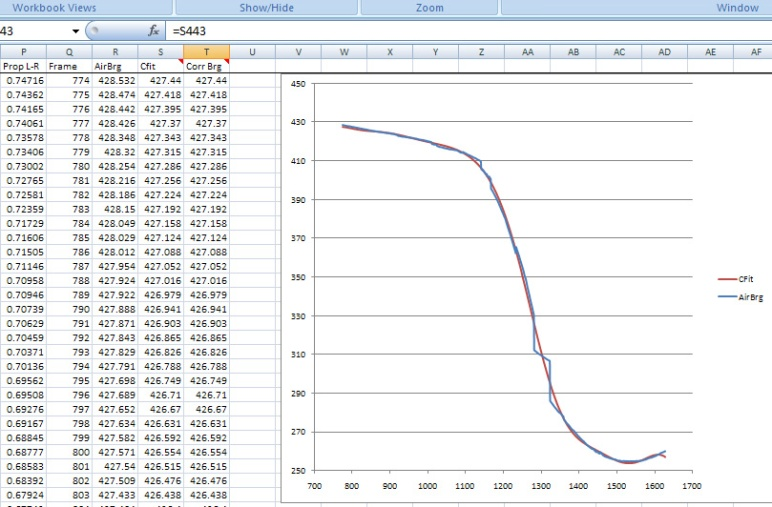 Workbook Views Show/Hide Zoom Window
43 fx =S443
P Q R S T U V W X Y Z AA AB AC AD AE AF
Prop L-R Frame AirBrg Cfit Corr Brg
0.74716 774 428.532 427.44 427.44
0.74362 775 428.474 427.418 427.418
0.74165 776 428.442 427.395 427.395
0.74061 777 428.426 427.37 427.37
0.73578 778 428.348 427.343 427.343
0.73406 779 428.32 427.315 427.315
0.73002 780 428.254 427.286 427.286
0.72765 781 428.216 427.256 427.256
0.72581 782 428.186 427.224 427.224
0.72359 783 428.15 427.192 427.192
0.71729 784 428.049 427.158 427.158
0.71606 785 428.029 427.124 427.124
0.71505 786 428.012 427.088 427.088
0.71146 787 427.954 427.052 427.052
0.70958 788 427.924 427.016 427.016
0.70946 789 427.922 426.979 426.979
0.70739 790 427.888 426.941 426.941
0.70629 791 427.871 426.903 426.903
0.70459 792 427.843 426.865 426.865
0.70371 793 427.829 426.826 426.826
0.70136 794 427.791 426.788 426.788
0.69562 795 427.698 426.749 426.749
0.69508 796 427.689 426.71 426.71
0.69276 797 427.652 426.67 426.67
0.69167 798 427.634 426.631 426.631
0.68845 799 427.582 426.592 426.592
0.68777 800 427.571 426.554 426.554
0.68583 801 427.54 426.515 426.515
0.68392 802 427.509 426.476 426.476
0.67924 803 427.433 426.438 426.438
450
430
410
390
370
350
330
310
290
270
250
700 800 900 1000 1100 1200 1300 1400 1500 1600 1700
CFit
AirBrg